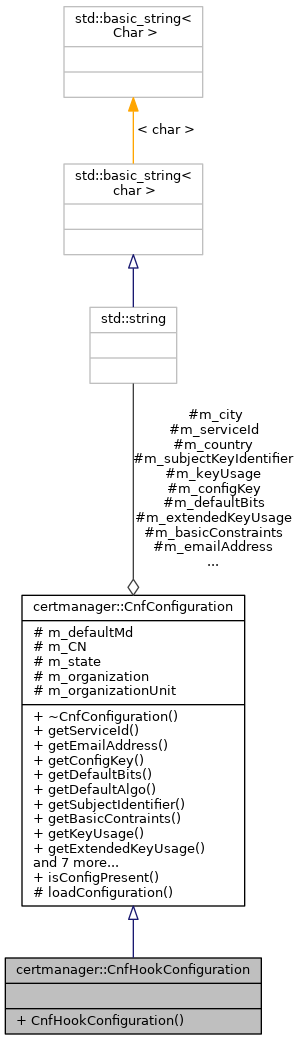 std::basic_string<
Char >
< char >
std::basic_string<
char >
std::string
#m_city
#m_serviceId
#m_country
#m_subjectKeyIdentifier
#m_keyUsage
#m_configKey
#m_defaultBits
#m_extendedKeyUsage
#m_basicConstraints
#m_emailAddress
...
certmanager::CnfConfiguration
# m_defaultMd
# m_CN
# m_state
# m_organization
# m_organizationUnit
+ ~CnfConfiguration()
+ getServiceId()
+ getEmailAddress()
+ getConfigKey()
+ getDefaultBits()
+ getDefaultAlgo()
+ getSubjectIdentifier()
+ getBasicContraints()
+ getKeyUsage()
+ getExtendedKeyUsage()
and 7 more...
+ isConfigPresent()
# loadConfiguration()
certmanager::CnfHookConfiguration
+ CnfHookConfiguration()